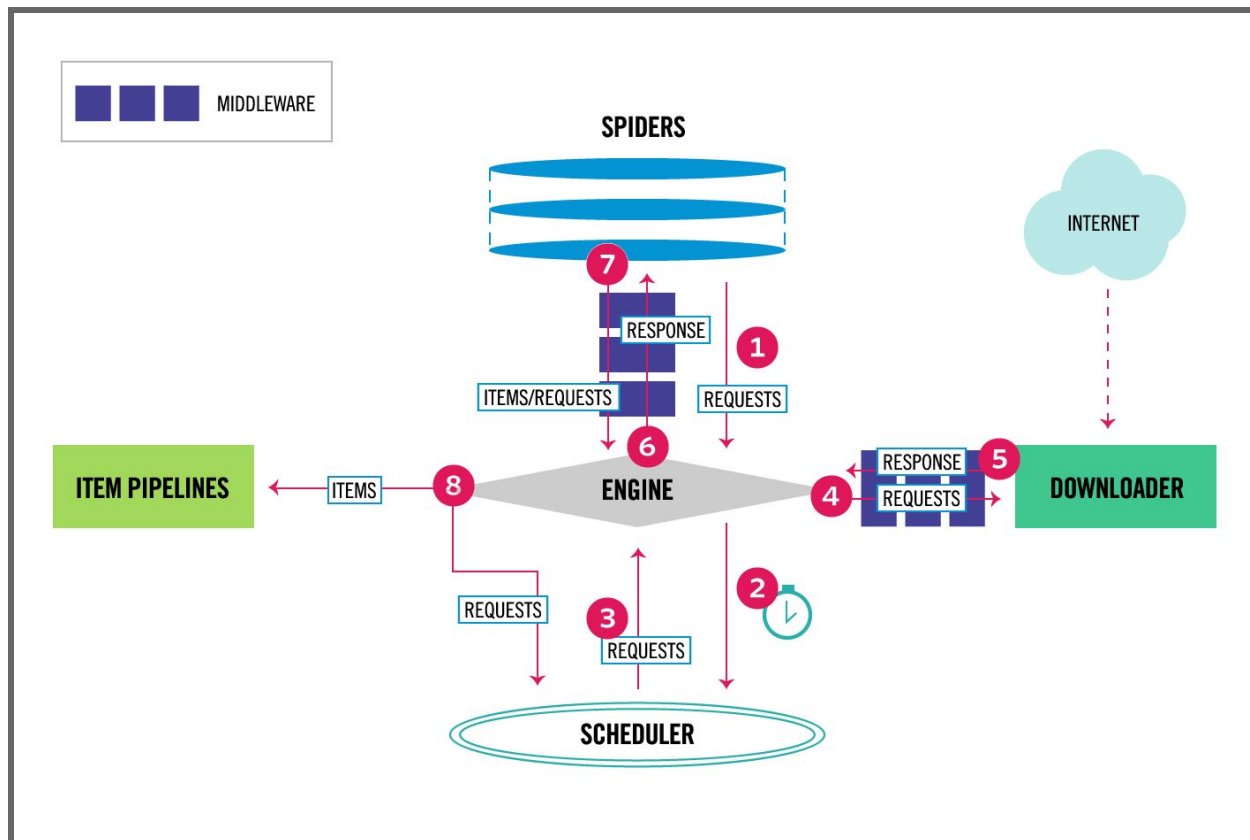 MIDDLEWARE
SPIDERS
INTERNET
7
RESPONSE
1
ITEMS/REQUESTS
REQUESTS
6
RESPONSE
5
ITEM PIPELINES
ITEMS
8
ENGINE
4
REQUESTS
DOWNLOADER
2
REQUESTS
3
REQUESTS
SCHEDULER